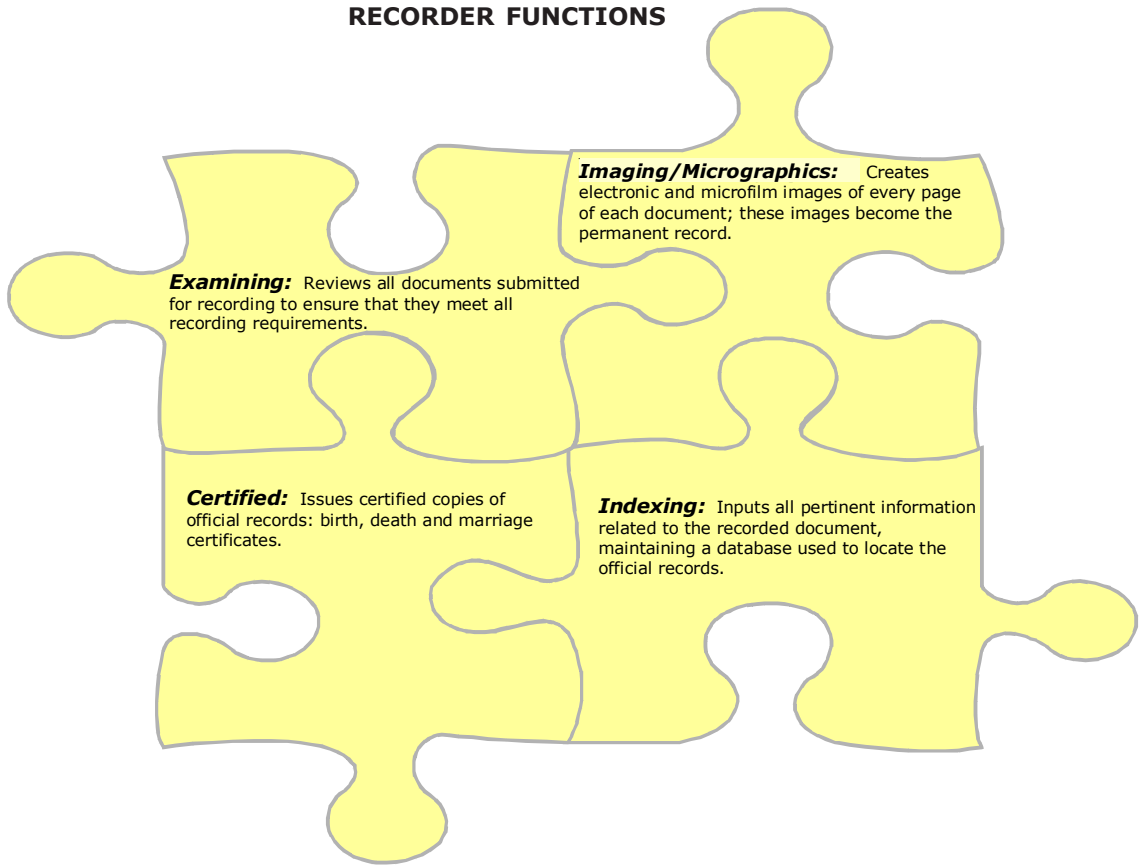 RECORDER FUNCTIONS
Imaging/Micrographics: Creates
electronic and microfilm images of every page
of each document; these images become the
permanent record.
Examining: Reviews all documents submitted
for recording to ensure that they meet all
recording requirements.
Certified: Issues certified copies of
official records: birth, death and marriage
certificates.
Indexing: Inputs all pertinent information
related to the recorded document,
maintaining a database used to locate the
official records.